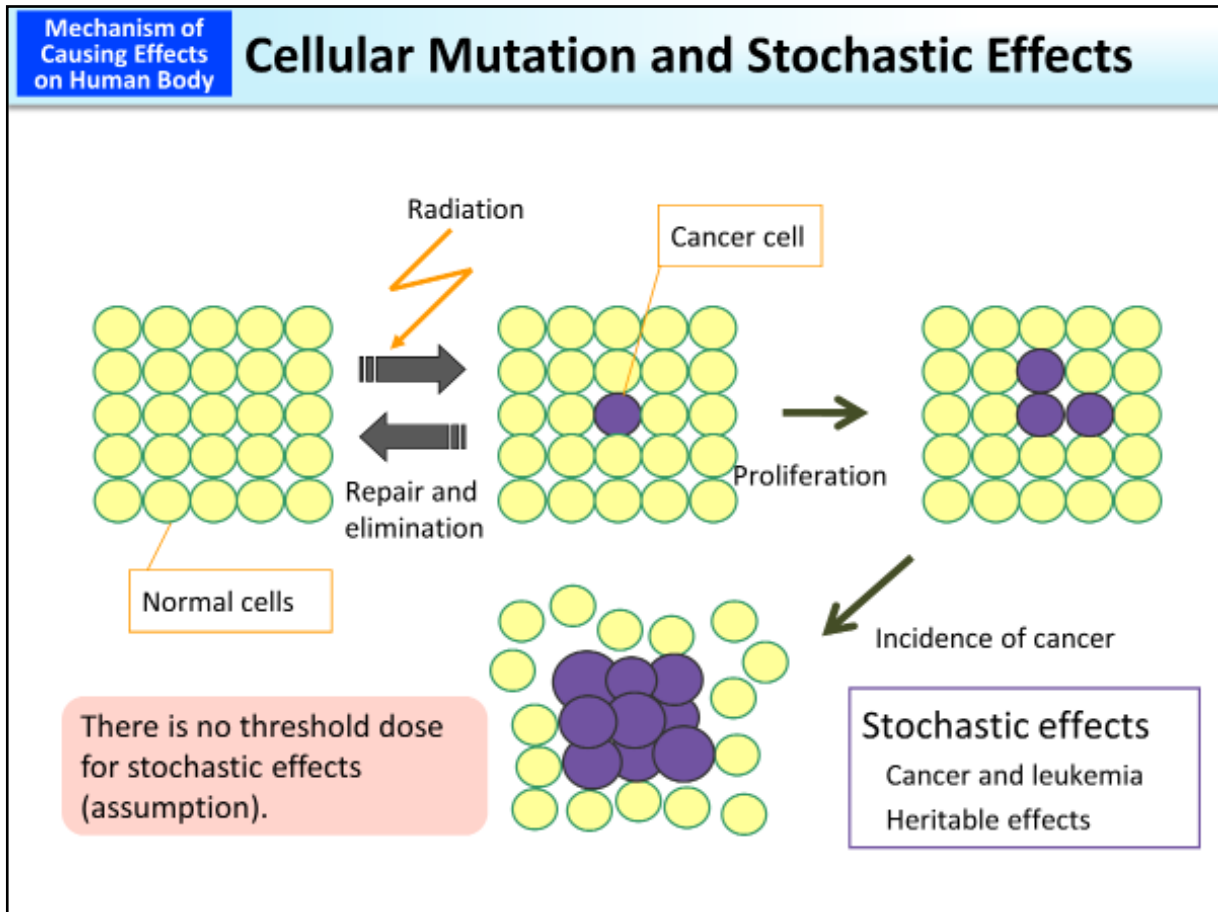 Mechanism of
Causing Effects
on Human Body
Cellular Mutation and Stochastic Effects
Radiation
Cancer cell
Repair and
elimination
Proliferation
Normal cells
Incidence of cancer
There is no threshold dose
for stochastic effects
(assumption).
Stochastic effects
Cancer and leukemia
Heritable effects